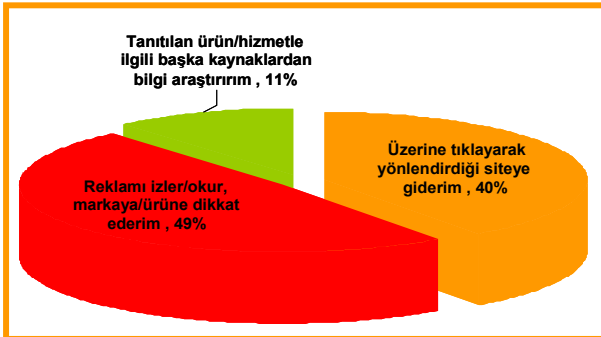 Tanıtılan ürün/hizmetle
ilgili başka kaynaklardan
bilgi araştırırım , 11%
Üzerine tıklayarak
yönlendirdiği siteye
giderim , 40%
Reklamı izler/okur,
markaya/ürüne dikkat
ederim , 49%